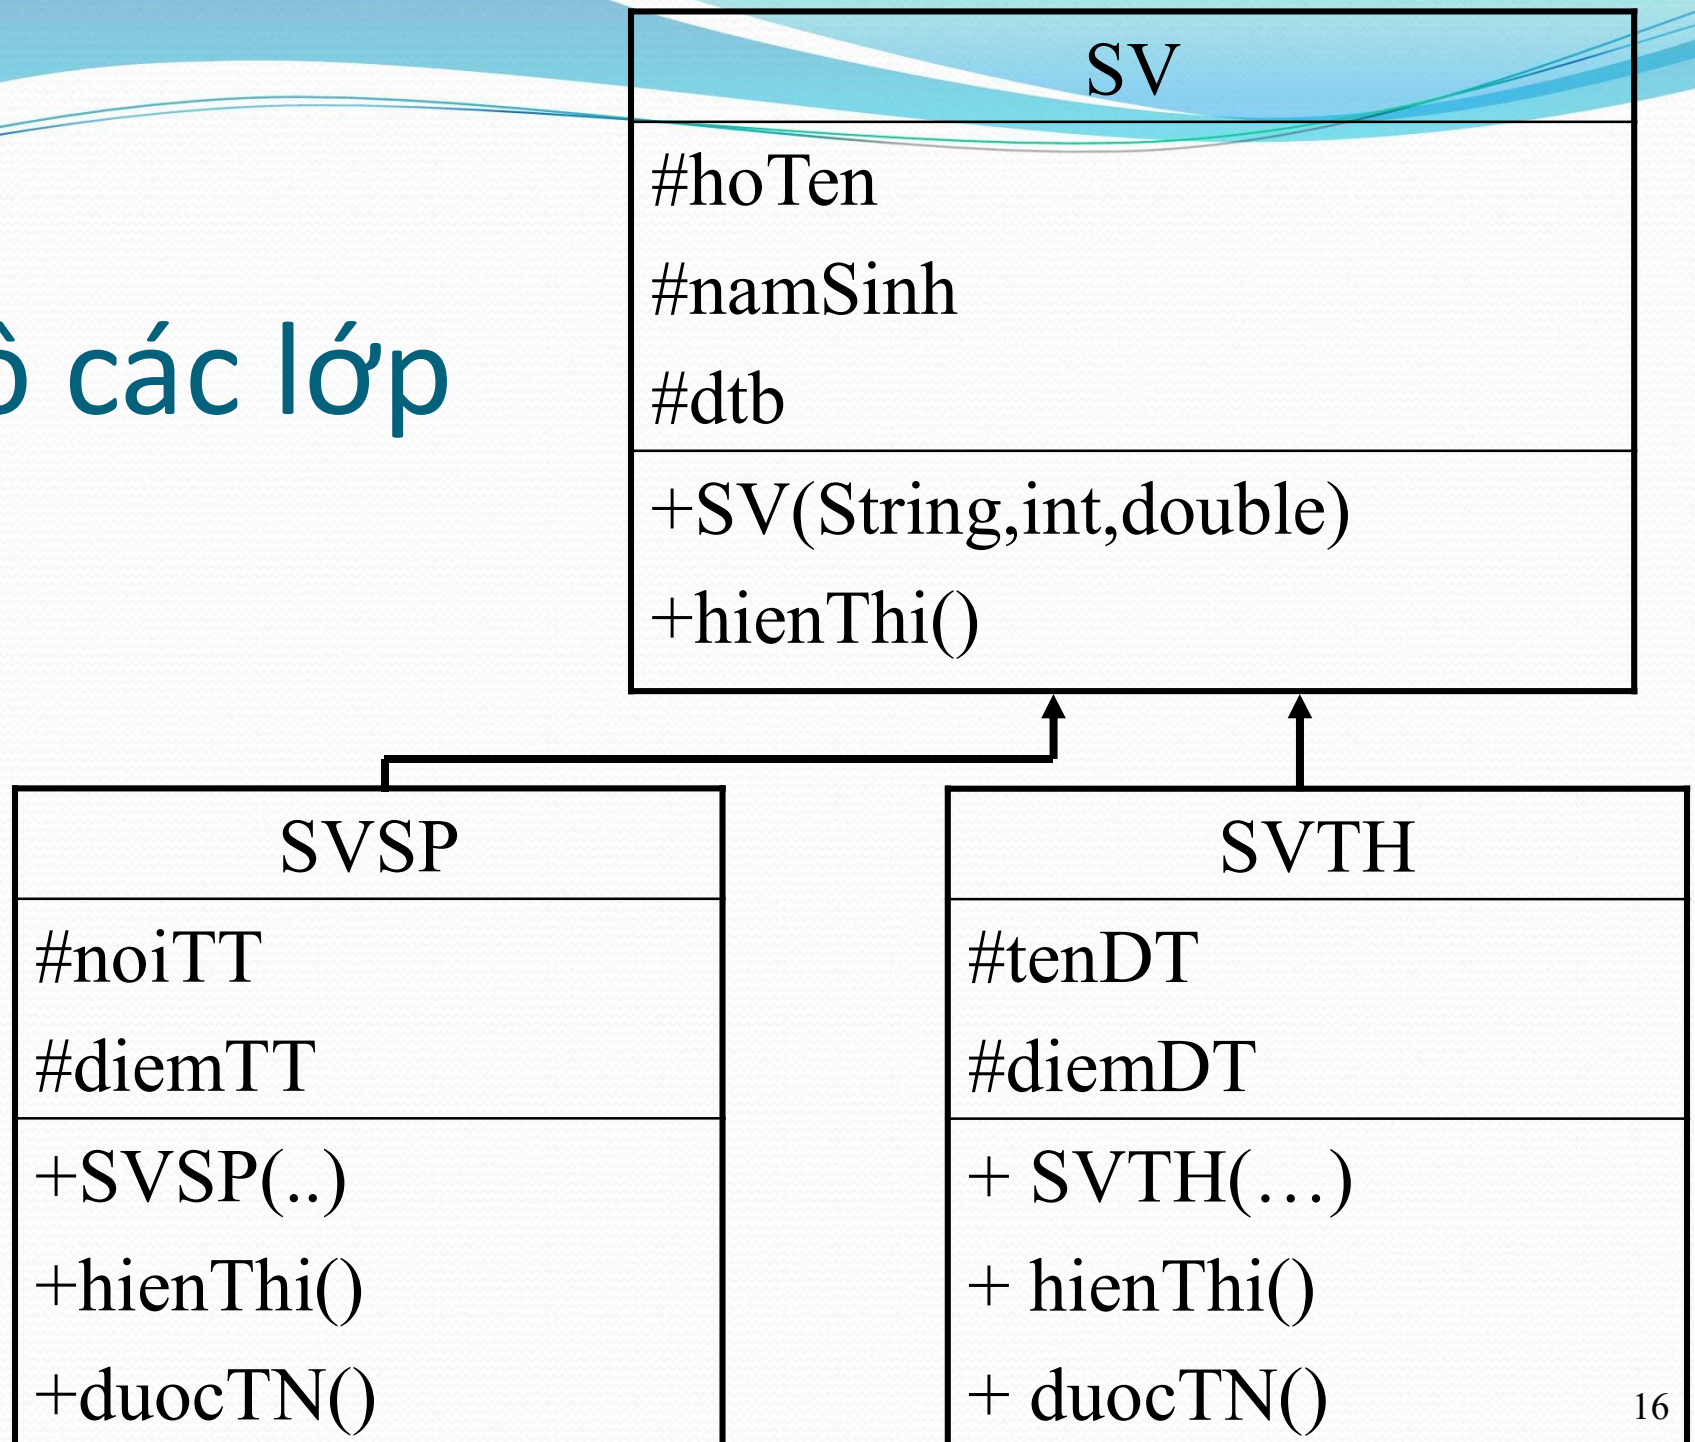 các lớp
SV
#hoTen
#namSinh
#dtb
+SV(String,int,double)
+hienThi()
SVSP
#noiTT
#diemTT
+SVSP(..)
+hienThi()
+duocTN()
SVTH
#tenDT
#diemDT
+ SVTH(…)
+ hienThi()
+ duocTN()
16